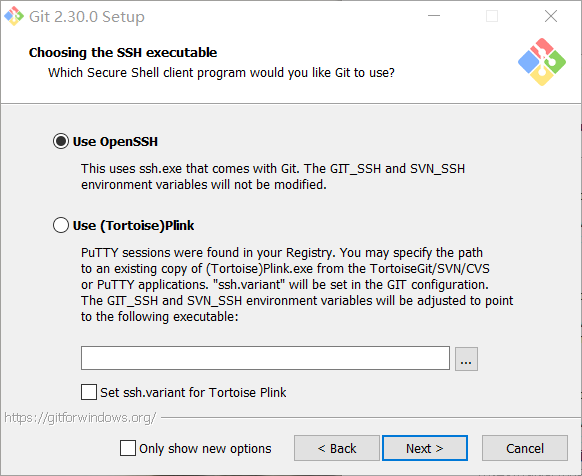 Git 2.30.0 Setup
Choosing the SSH executable
Which Secure Shell client program would you like Git to use?
Use OpenSSH
This uses ssh.exe that comes with Git. The GIT_SSH and SVN_SSH
environment variables will not be modified.
Use (Tortoise)Plink
PuTTY sessions were found in your Registry. You may specify the path
to an existing copy of (Tortoise)Plink.exe from the TortoiseGit/SVN/CVS
or PuTTY applications. "ssh.variant" will be set in the GIT configuration.
The GIT_SSH and SVN_SSH environment variables will be adjusted to point
to the following executable:
...
Set ssh.variant for Tortoise Plink
https://gitforwindows.org/
Only show new options
< Back
Next >
Cancel